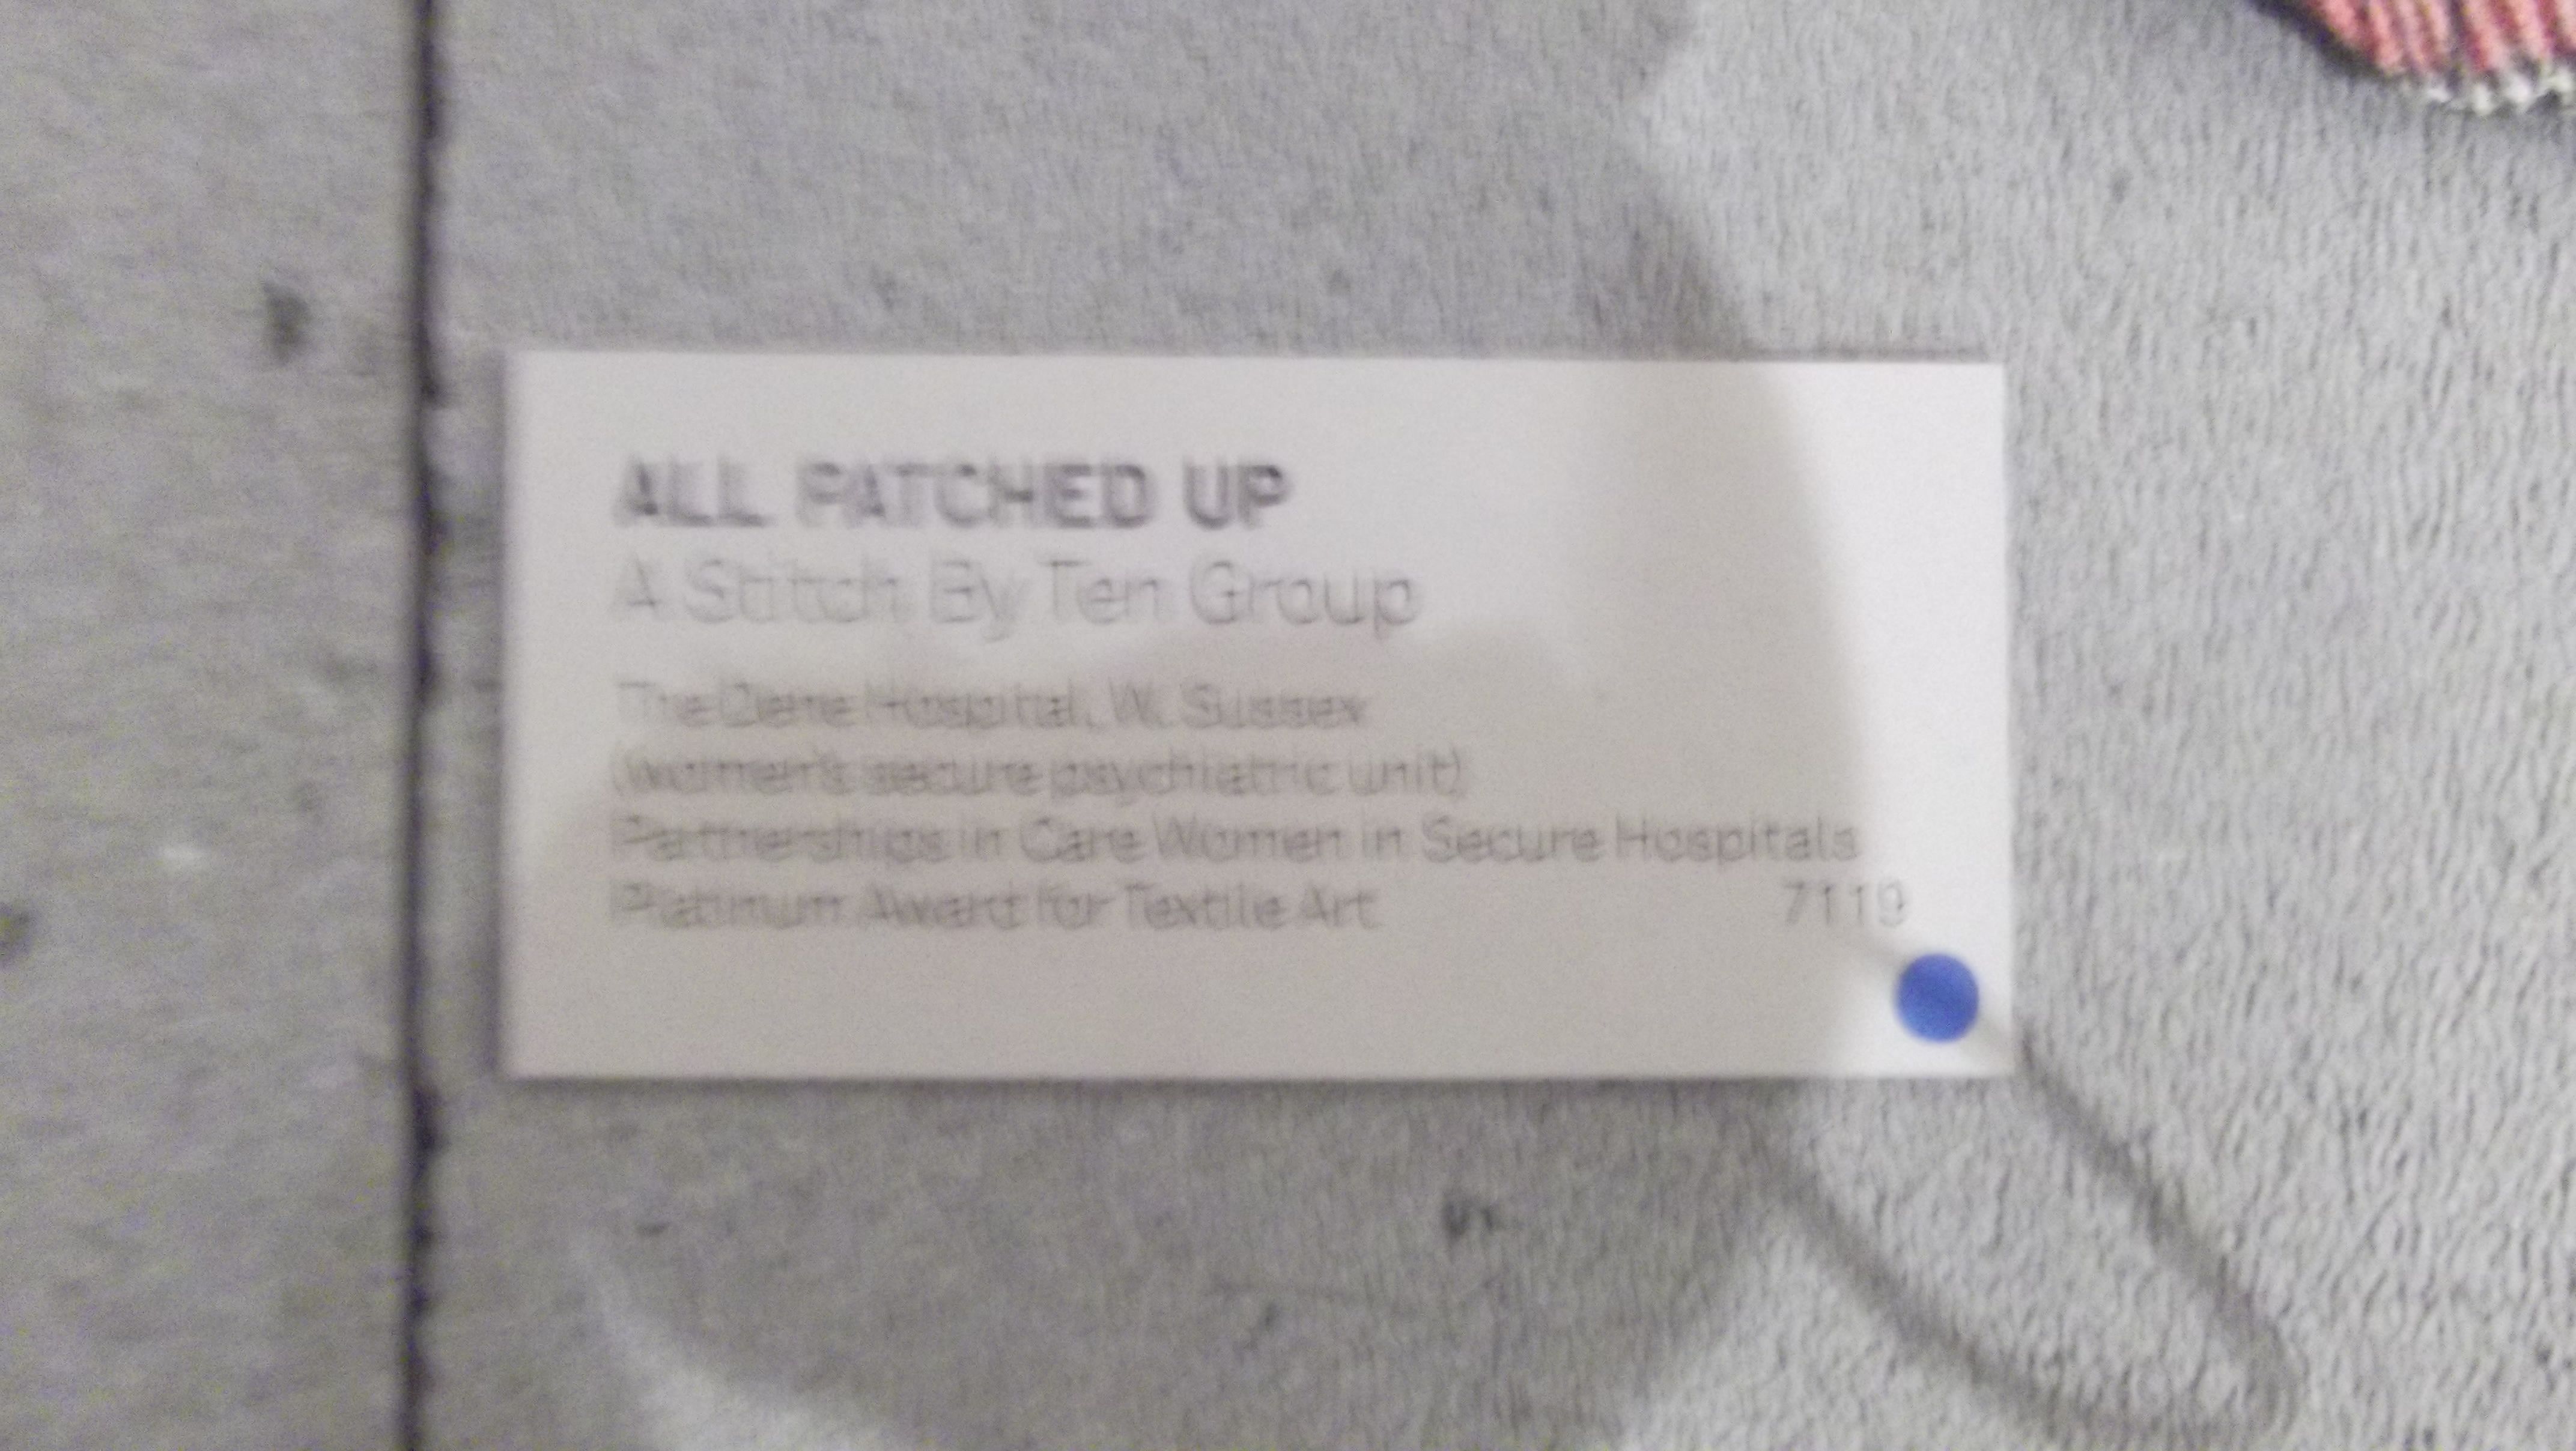 ALL PATCHED UP
A Stitch By Ten Group
The Dene Hospital, W. Sussex
(women's secure psychiatric unit)
Partnerships in Care Women in Secure Hospitals
Platinum Award for Textile Art 7119